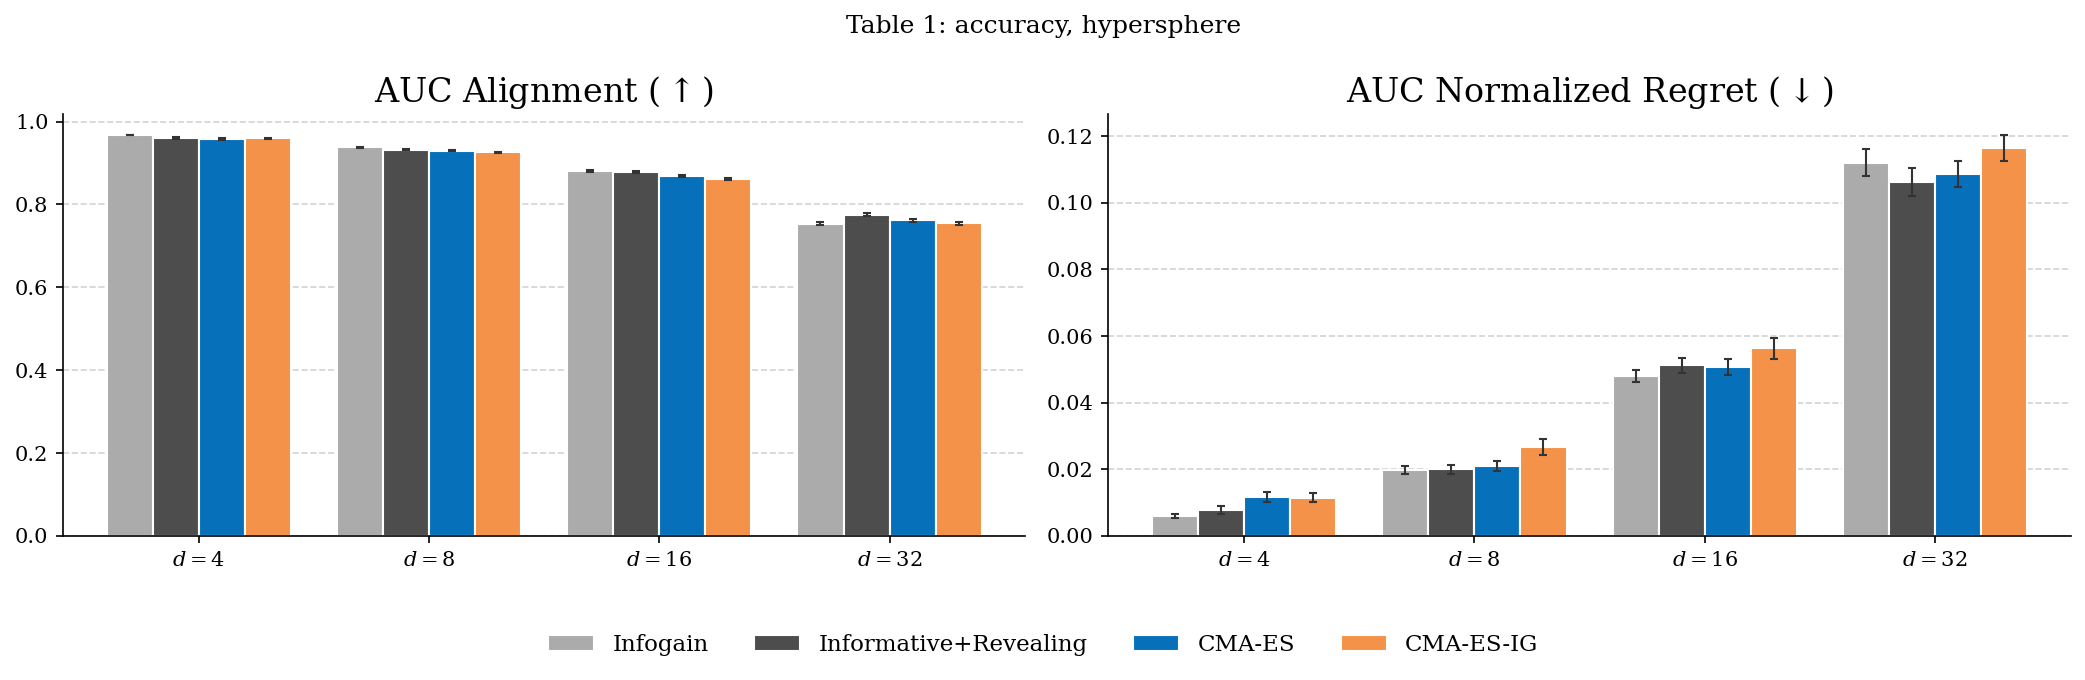 Table 1: accuracy, hypersphere
AUC Alignment ( ↑ )
1.0
0.8
0.6
0.4
0.2
0.0
d = 4
d = 8
d = 16
d = 32
AUC Normalized Regret ( ↓ )
0.12
0.10
0.08
0.06
0.04
0.02
0.00
d = 4
d = 8
d = 16
d = 32
Infogain
Informative+Revealing
CMA-ES
CMA-ES-IG